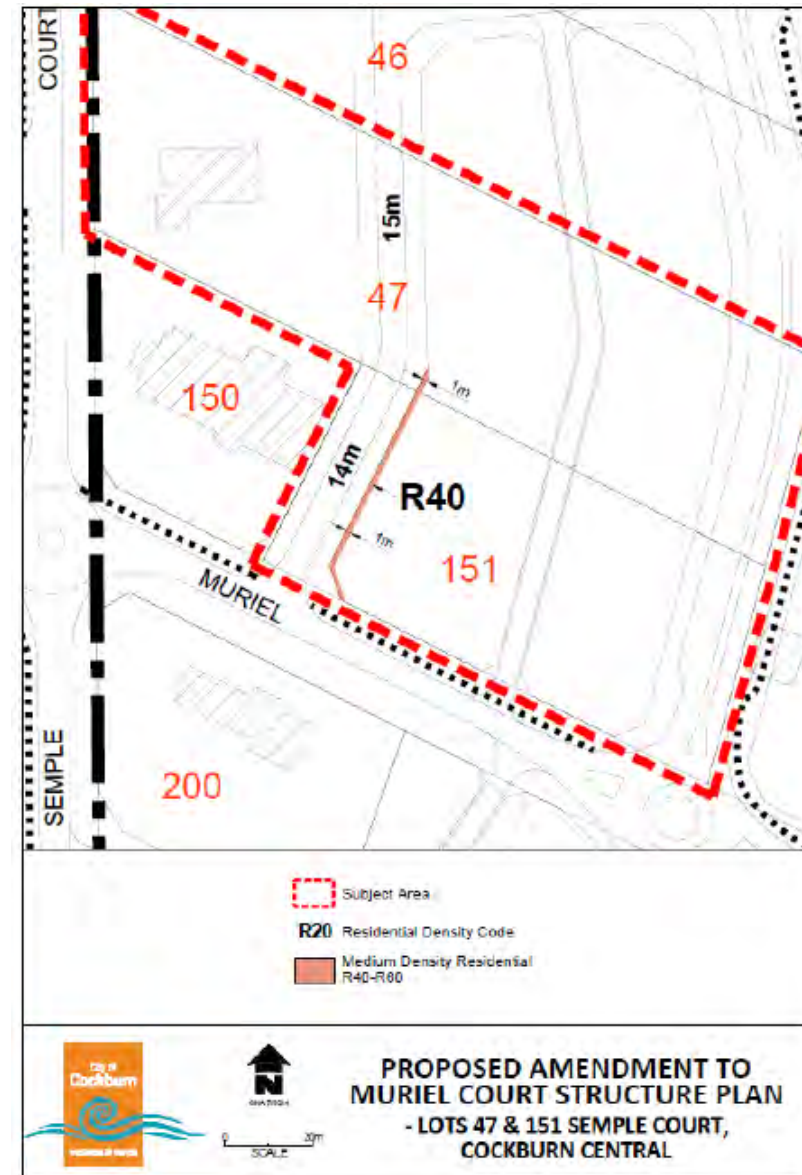 COURT
46
15m
47
1m
150
14m
R40
1m
151
MURIEL
SEMPLE
200
Subject Area
R20 Residential Density Code
Medium Density Residential
R40-R60
City of
Cockburn
N
0 20m
SCALE
PROPOSED AMENDMENT TO
MURIEL COURT STRUCTURE PLAN
- LOTS 47 & 151 SEMPLE COURT,
COCKBURN CENTRAL